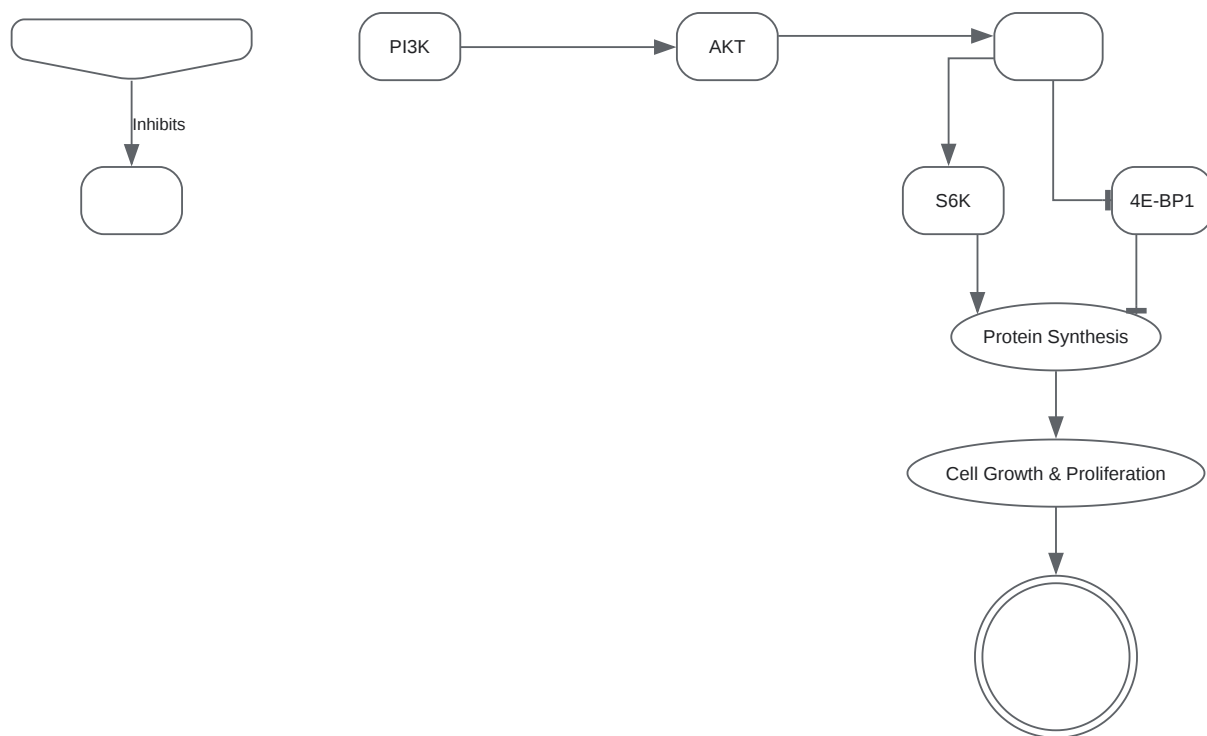 PI3K
AKT
Inhibits
S6K
4E-BP1
Protein Synthesis
Cell Growth & Proliferation